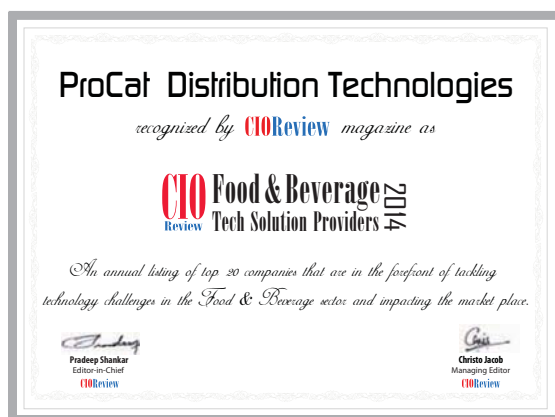 ProCat Distribution Technologies
recognized by CIOReview magazine as
CIO Review Food & Beverage Tech Solution Providers 2014
An annual listing of top 20 companies that are in the forefront of tackling
technology challenges in the Food & Beverage sector and impacting the market place.
Pradeep Shankar
Editor-in-Chief
CIOReview
Christo Jacob
Managing Editor
CIOReview